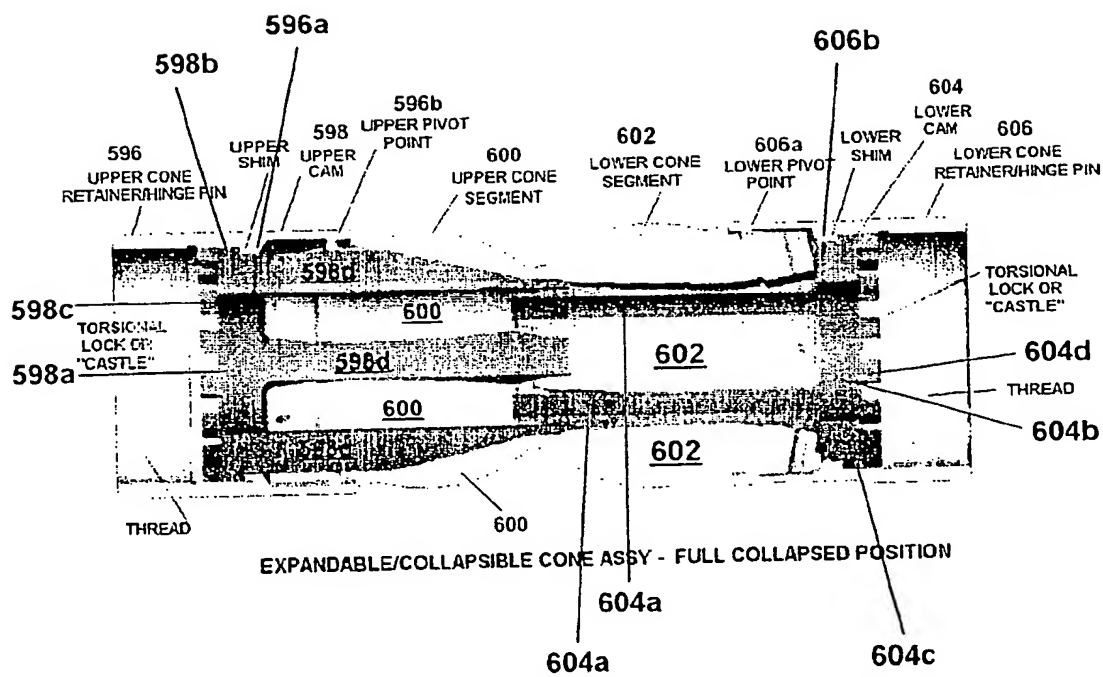 596a
598b
606b
596b
UPPER PIVOT
POINT
604
LOWER
CAM
596
UPPER CONE
RETAINER/HINGE PIN
UPPER
SHIM
598
UPPER
CAM
600
UPPER CONE
SEGMENT
602
LOWER CONE
SEGMENT
606a
LOWER PIVOT
POINT
LOWER
SHIM
606
LOWER CONE
RETAINER/HINGE PIN
598d
598c
600
TORSIONAL
LOCK OR
"CASTLE"
TORSIONAL
LOCK OR
"CASTLE"
598a
598d
602
604d
THREAD
600
604b
598d
602
THREAD
600
EXPANDABLE/COLLAPSIBLE CONE ASSY - FULL COLLAPSED POSITION
604a
604a
604c